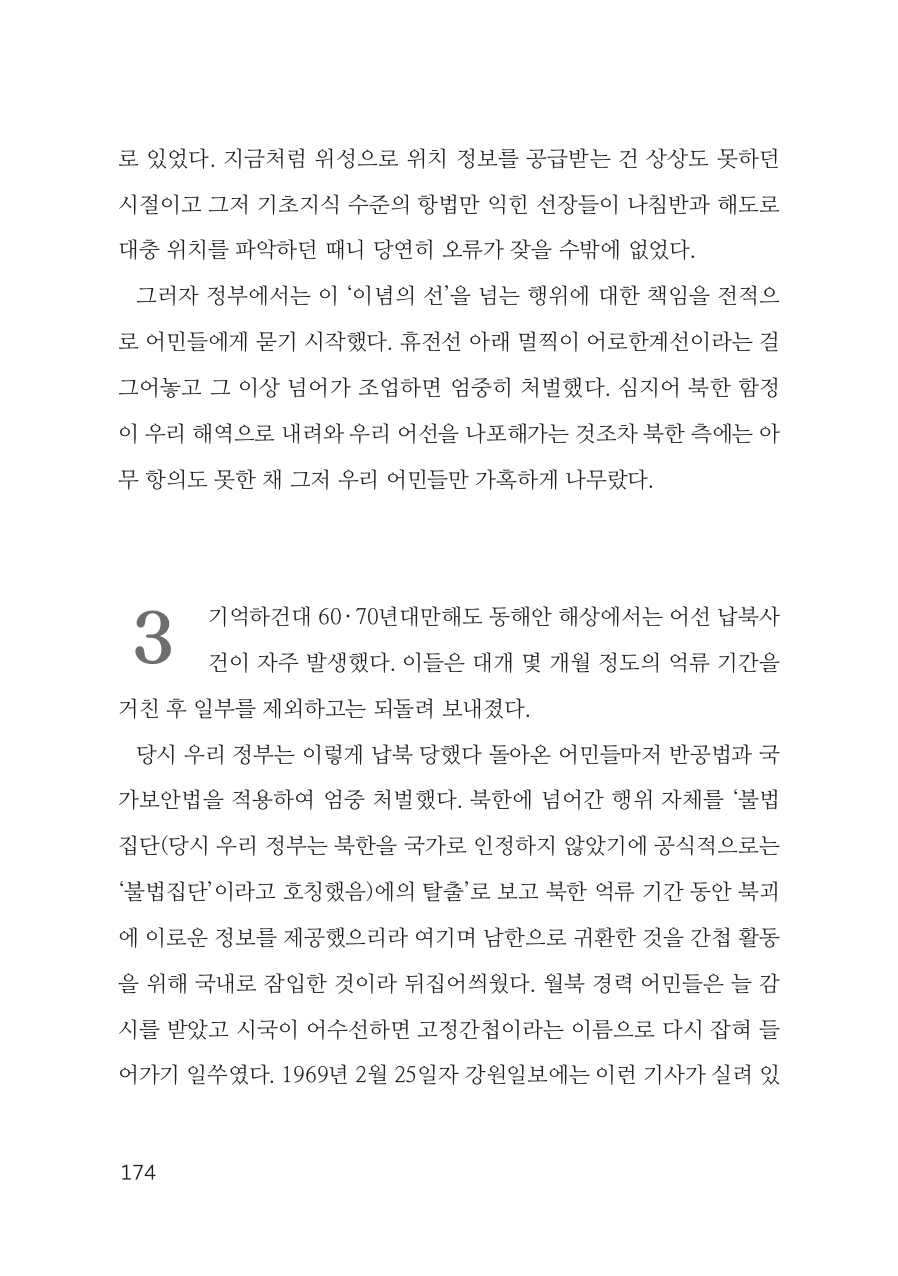 로 있었다. 지금처럼 위성으로 위치 정보를 공급받는 건 상상도 못하던
시절이고 그저 기초지식 수준의 항법만 익힌 선장들이 나침반과 해도로
대충 위치를 파악하던 때니 당연히 오류가 잦을 수밖에 없었다.
그러자 정부에서는 이 ‘이념의 선’을 넘는 행위에 대한 책임을 전적으
로 어민들에게 묻기 시작했다. 휴전선 아래 멀찍이 어로한계선이라는 걸
그어놓고 그 이상 넘어가 조업하면 엄중히 처벌했다. 심지어 북한 함정
이 우리 해역으로 내려와 우리 어선을 나포해가는 것조차 북한 측에는 아
무 항의도 못한 채 그저 우리 어민들만 가혹하게 나무랐다.
3
기억하건대 60·70년대만해도 동해안 해상에서는 어선 납북사
건이 자주 발생했다. 이들은 대개 몇 개월 정도의 억류 기간을
거친 후 일부를 제외하고는 되돌려 보내졌다.
당시 우리 정부는 이렇게 납북 당했다 돌아온 어민들마저 반공법과 국
가보안법을 적용하여 엄중 처벌했다. 북한에 넘어간 행위 자체를 ‘불법
집단(당시 우리 정부는 북한을 국가로 인정하지 않았기에 공식적으로는
‘불법집단’이라고 호칭했음)에의 탈출’로 보고 북한 억류 기간 동안 북괴
에 이로운 정보를 제공했으리라 여기며 남한으로 귀환한 것을 간첩 활동
을 위해 국내로 잠입한 것이라 뒤집어씌웠다. 월북 경력 어민들은 늘 감
시를 받았고 시국이 어수선하면 고정간첩이라는 이름으로 다시 잡혀 들
어가기 일쑤였다. 1969년 2월 25일자 강원일보에는 이런 기사가 실려 있
174